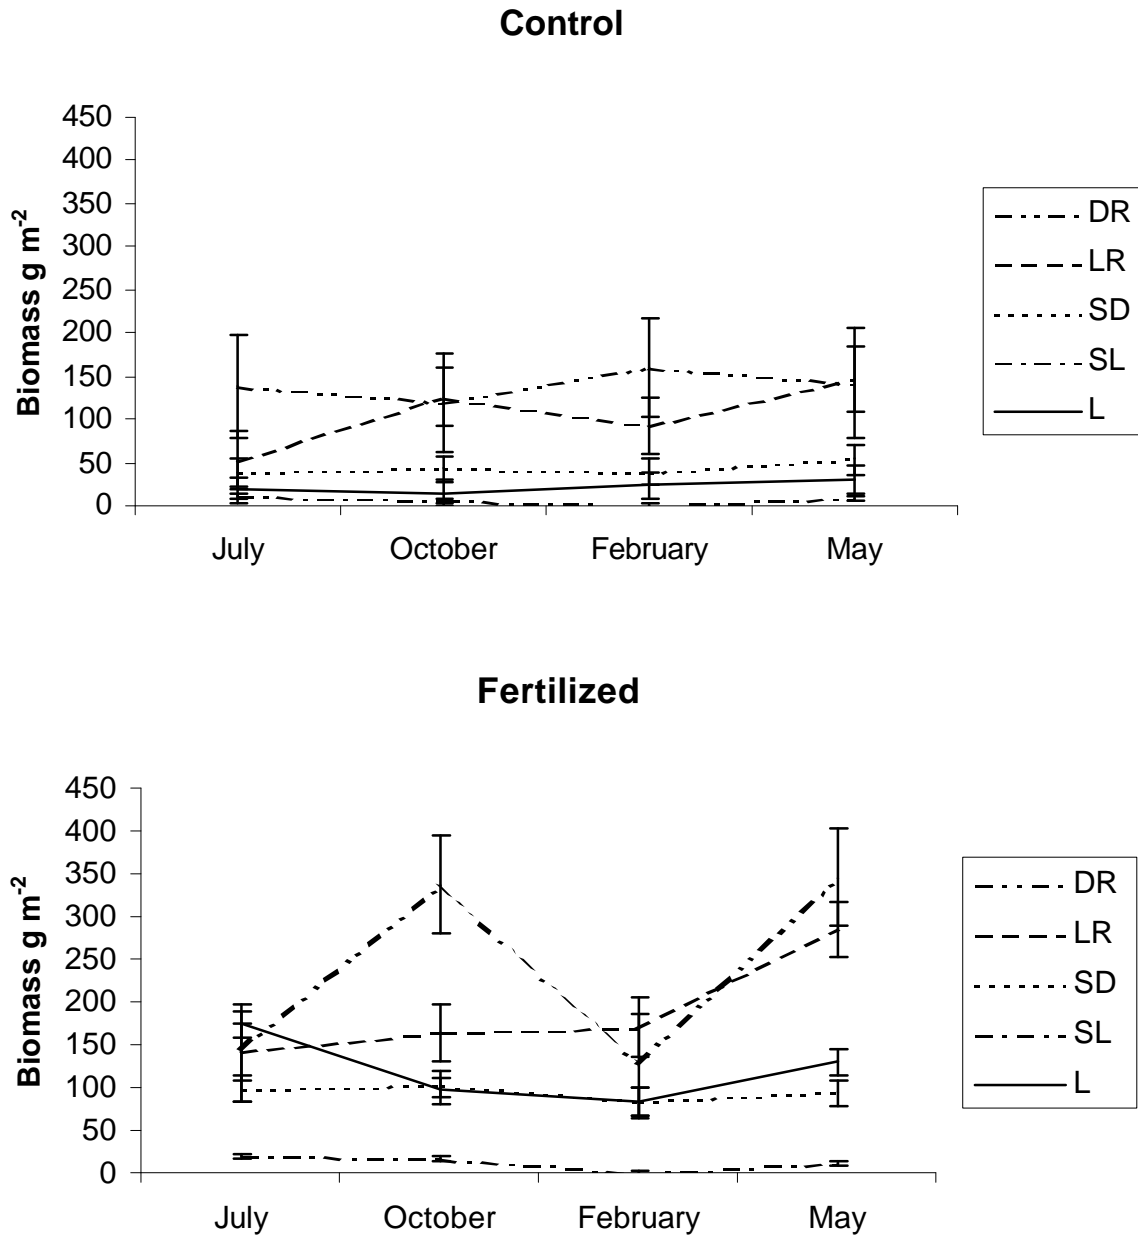 Control
450
400
350
300
250
200
150
100
50
0
Biomass g m-2
July October February May
DR
LR
SD
SL
L
Fertilized
450
400
350
300
250
200
150
100
50
0
Biomass g m-2
July October February May
DR
LR
SD
SL
L